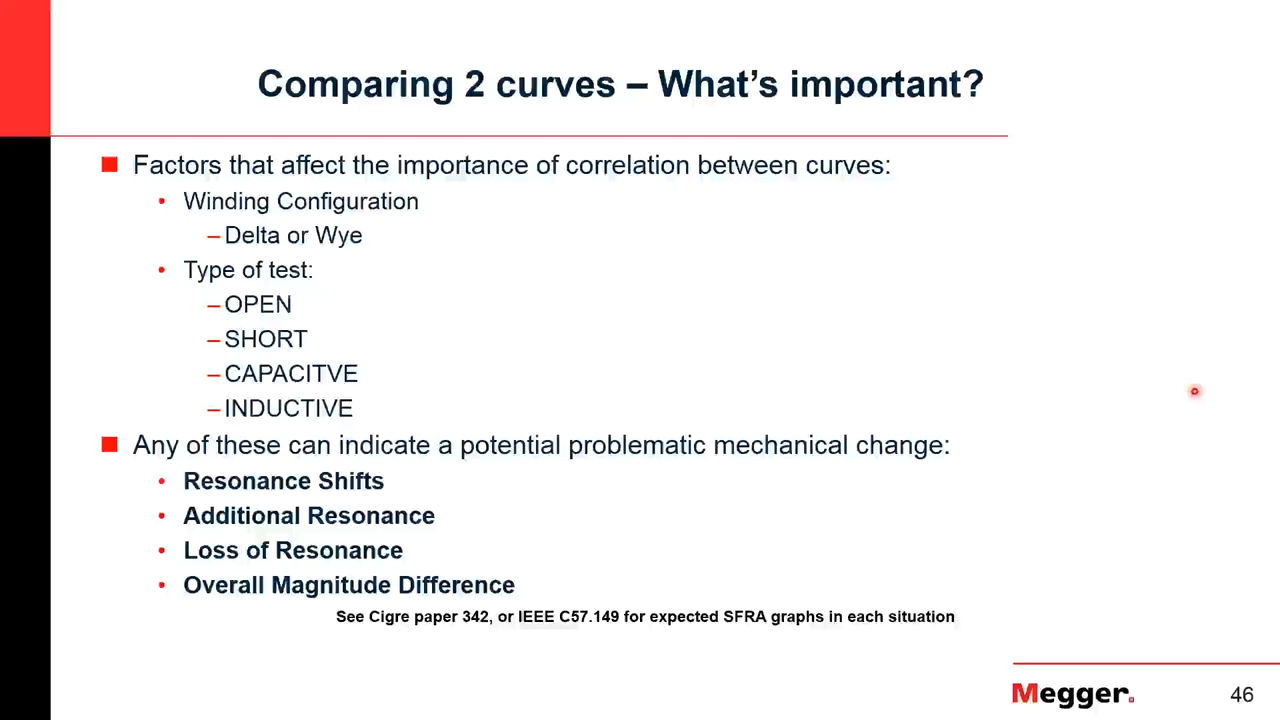 Comparing 2 curves – What's important?
Factors that affect the importance of correlation between curves:
• Winding Configuration
– Delta or Wye
• Type of test:
– OPEN
– SHORT
– CAPACITVE
– INDUCTIVE
Any of these can indicate a potential problematic mechanical change:
• Resonance Shifts
• Additional Resonance
• Loss of Resonance
• Overall Magnitude Difference
See Cigre paper 342, or IEEE C57.149 for expected SFRA graphs in each situation
Megger.
46